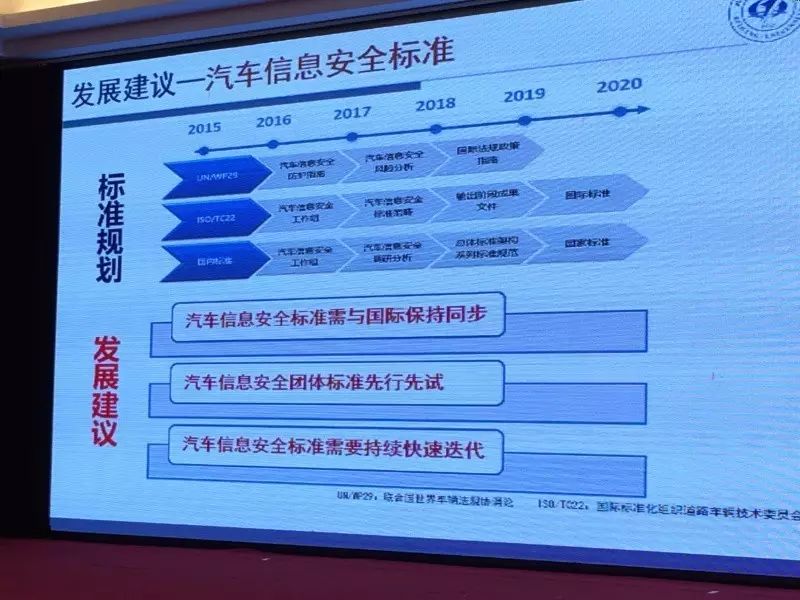 发展建议—汽车信息安全标准
2015 2016 2017 2018 2019 2020
标准规划
UN/WP29 汽车信息安全 防护指南 汽车信息安全 风险分析 国际法规政策 指南
ISO/TC22 汽车信息安全 工作组 汽车信息安全 标准策略 输出阶段成果 文件 国际标准
国内标准 汽车信息安全 工作组 汽车信息安全 调研分析 总体标准架构 系列标准规范 国家标准
发展建议
汽车信息安全标准需与国际保持同步
汽车信息安全团体标准先行先试
汽车信息安全标准需要持续快速迭代
UN/WP29：联合国世界车辆法规协调论 ISO/TC22：国际标准化组织道路车辆技术委员会